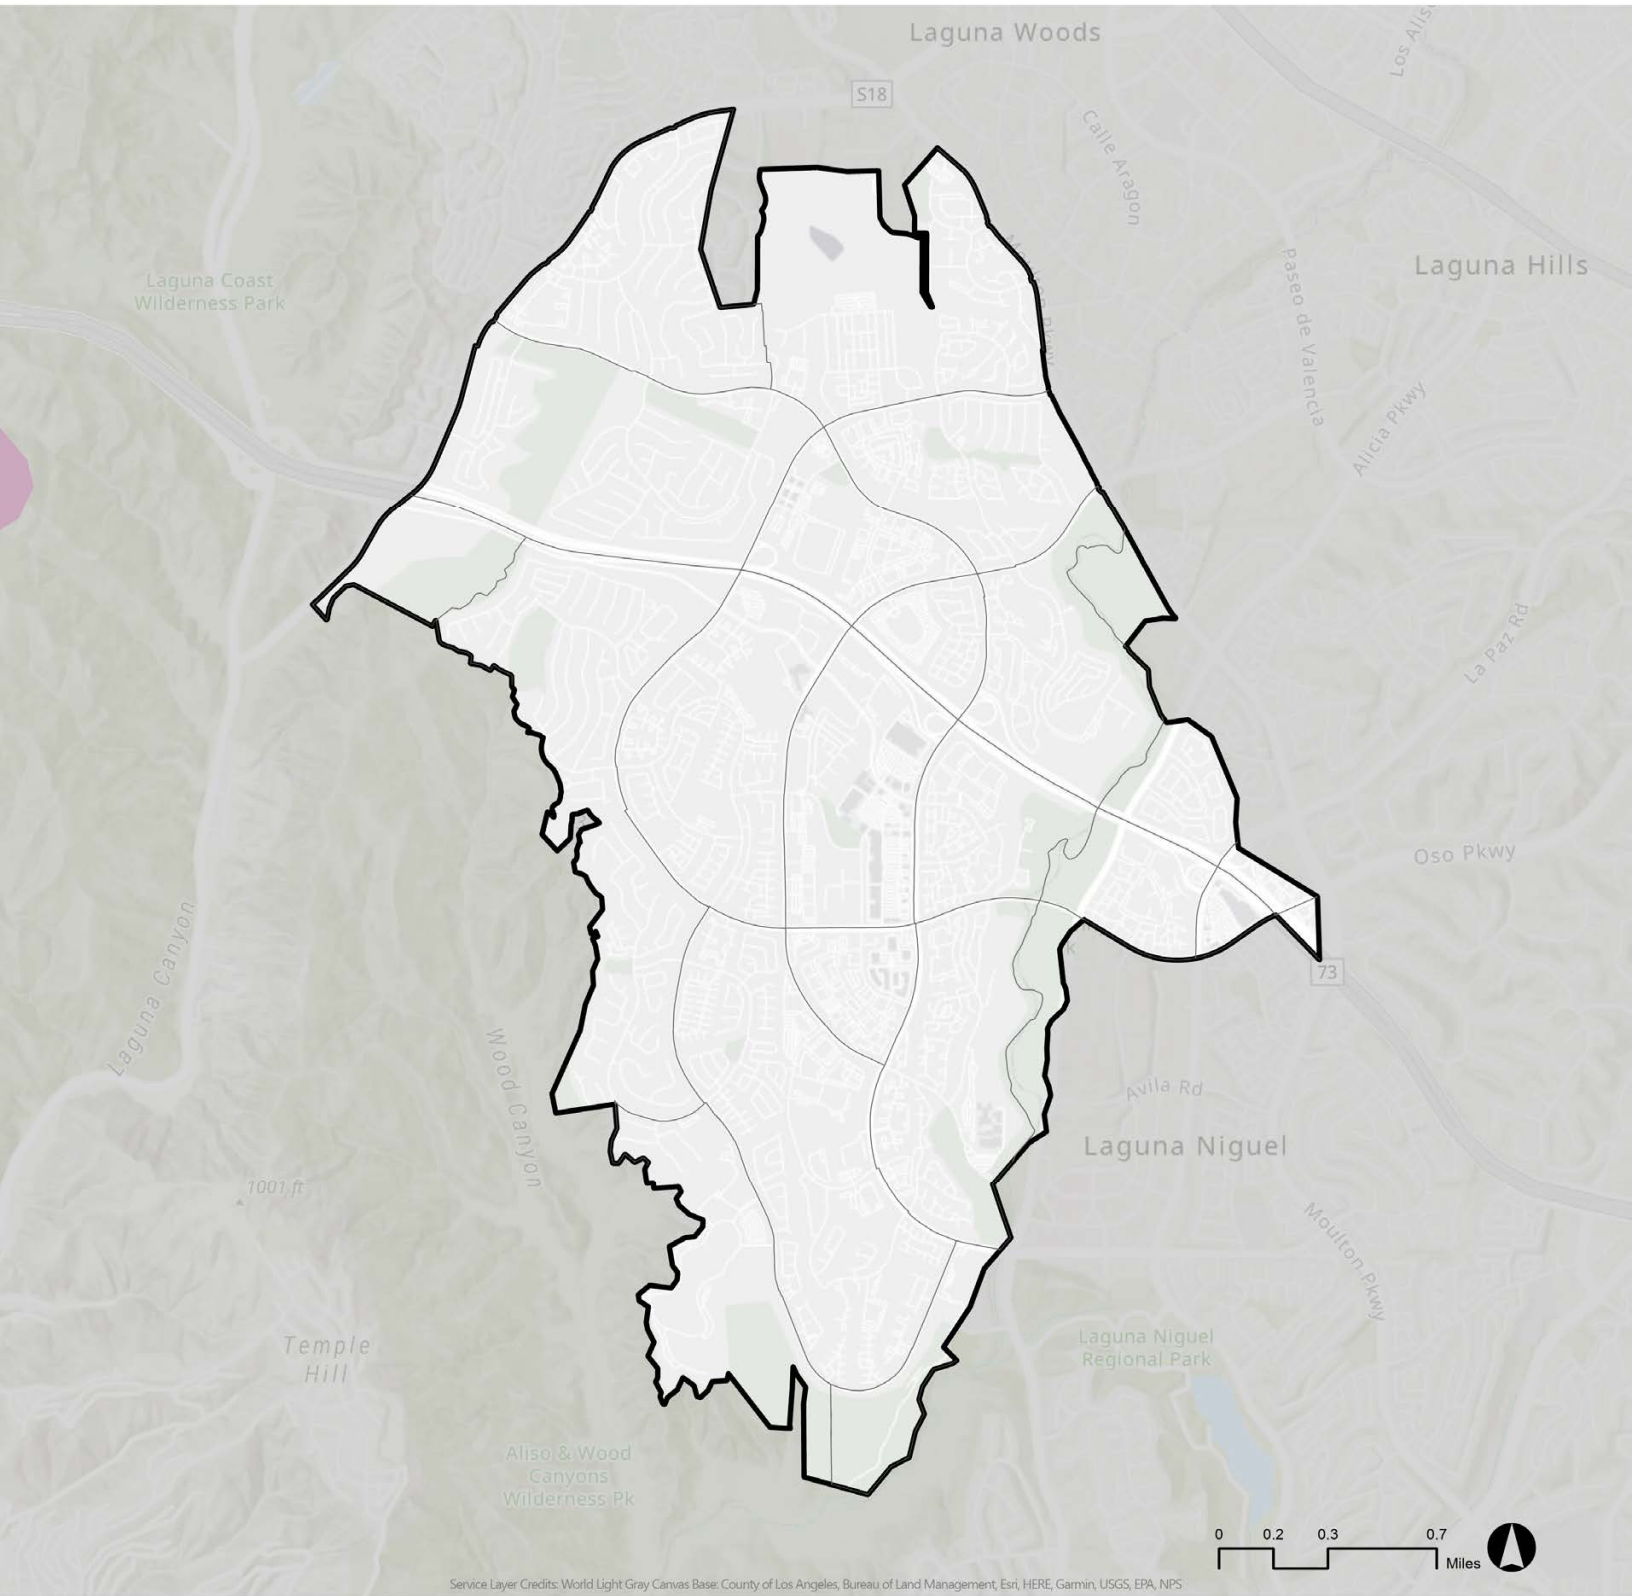 Laguna Woods
Los Alis
S18
Calle Aragon
Laguna Hills
Laguna Coast
Wilderness Park
Paseo de Valencia
Alicia Pkwy
La Paz Rd
Oso Pkwy
Laguna Canyon
73
Wood Canyon
Avila Rd
Laguna Niguel
1001 ft
Moulton Pkwy
Temple
Hill
Laguna Niguel
Regional Park
Aliso & Wood
Canyons
Wilderness Pk
0 0.2 0.3 0.7
Miles
Service Layer Credits: World Light Gray Canvas Base: County of Los Angeles, Bureau of Land Management, Esri, HERE, Garmin, USGS, EPA, NPS